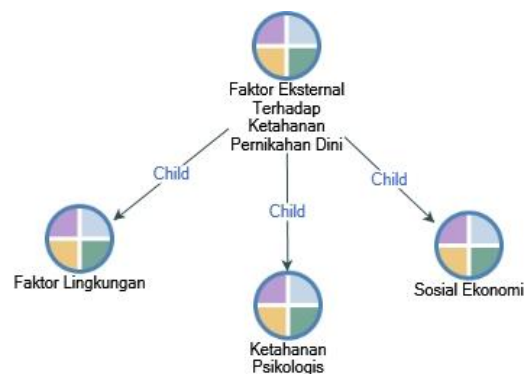 Faktor Eksternal
Terhadap
Ketahanan
Pernikahan Dini
Child
Child
Child
Faktor Lingkungan
Sosial Ekonomi
Ketahanan
Psikologis